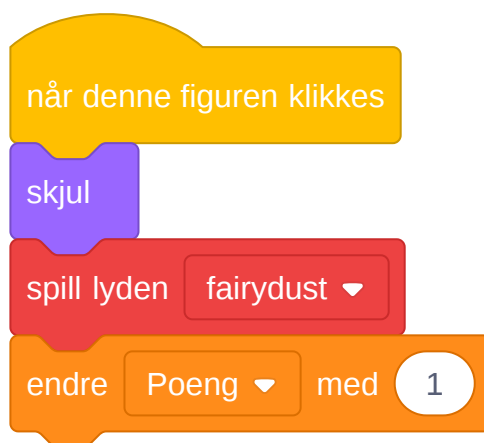 når denne figuren klikkes
skjul
spill lyden fairydust
endre Poeng med 1